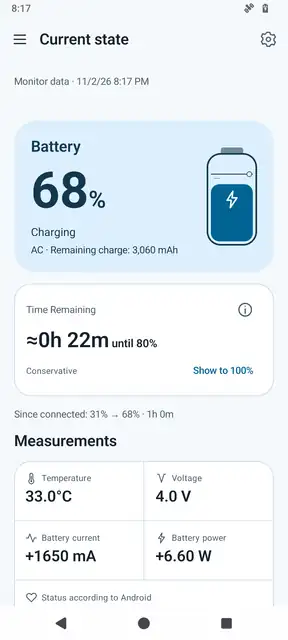 8:17
Current state
Monitor data · 11/2/26 8:17 PM
Battery
68%
Charging
AC · Remaining charge: 3,060 mAh
Time Remaining
≈0h 22m until 80%
Conservative
Show to 100%
Since connected: 31% → 68% · 1h 0m
Measurements
Temperature
33.0°C
Voltage
4.0 V
Battery current
+1650 mA
Battery power
+6.60 W
Status according to Android